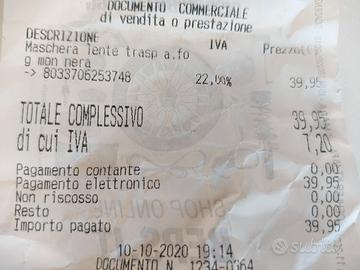 DOCUMENTO COMMERCIALE
di vendita o prestazione
DESCRIZIONE IVA Prezzo(€)
Maschera lente trasp a.fo
g mon nera
-> 8033706253748 22,00% 39,95
TOTALE COMPLESSIVO 39,95
di cui IVA 7,20
Pagamento contante 0,00
Pagamento elettronico 39,95
Non riscosso 0,00
Resto 0,00
Importo pagato 39,95
10-10-2020 19:14
DOCUMENTO N. 1234-0364
SHOP ONLINE
subito